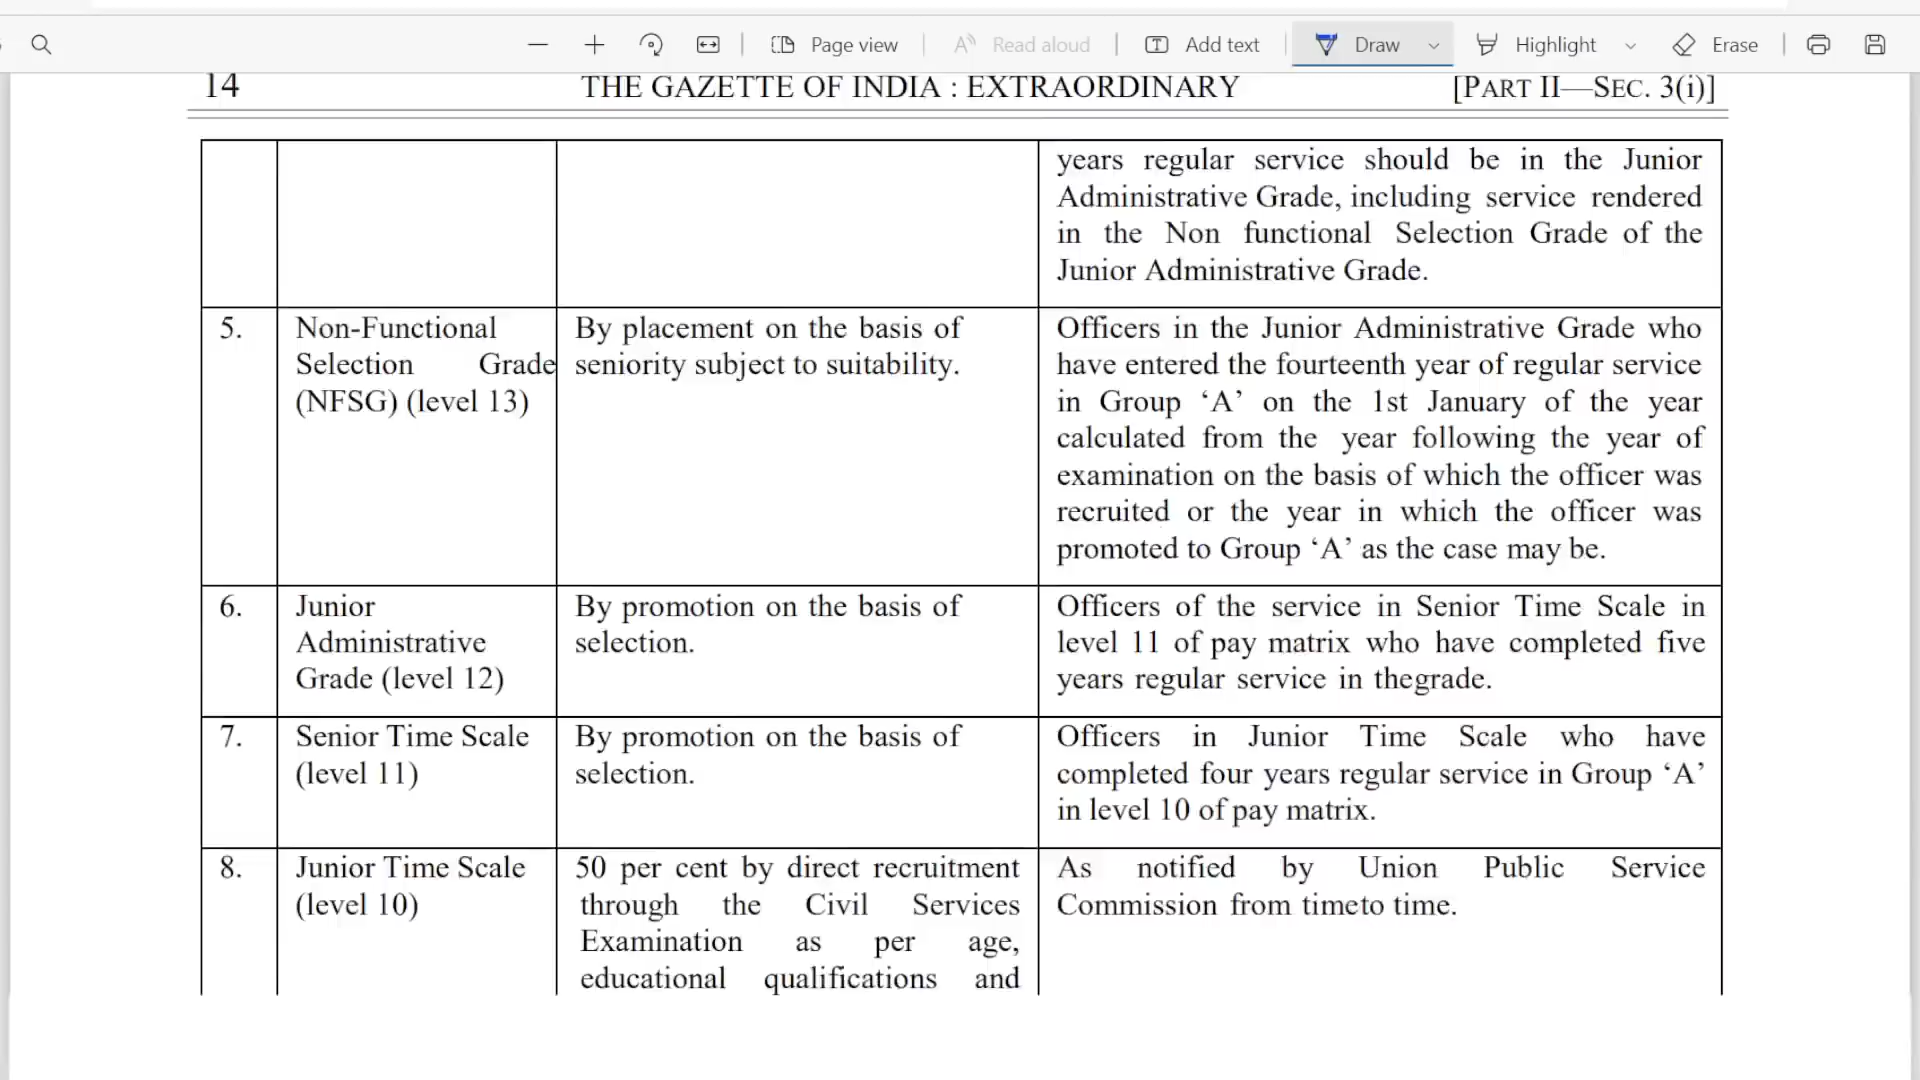 Page view
Read aloud
Add text
Draw
Highlight
Erase
14 THE GAZETTE OF INDIA : EXTRAORDINARY [PART II—SEC. 3(i)]
years regular service should be in the Junior
Administrative Grade, including service rendered
in the Non functional Selection Grade of the
Junior Administrative Grade.
5.
Non-Functional
Selection Grade
(NFSG) (level 13)
By placement on the basis of
seniority subject to suitability.
Officers in the Junior Administrative Grade who
have entered the fourteenth year of regular service
in Group ‘A’ on the 1st January of the year
calculated from the year following the year of
examination on the basis of which the officer was
recruited or the year in which the officer was
promoted to Group ‘A’ as the case may be.
6.
Junior
Administrative
Grade (level 12)
By promotion on the basis of
selection.
Officers of the service in Senior Time Scale in
level 11 of pay matrix who have completed five
years regular service in thegrade.
7.
Senior Time Scale
(level 11)
By promotion on the basis of
selection.
Officers in Junior Time Scale who have
completed four years regular service in Group ‘A’
in level 10 of pay matrix.
8.
Junior Time Scale
(level 10)
50 per cent by direct recruitment
through the Civil Services
Examination as per age,
educational qualifications and
As notified by Union Public Service
Commission from timeto time.